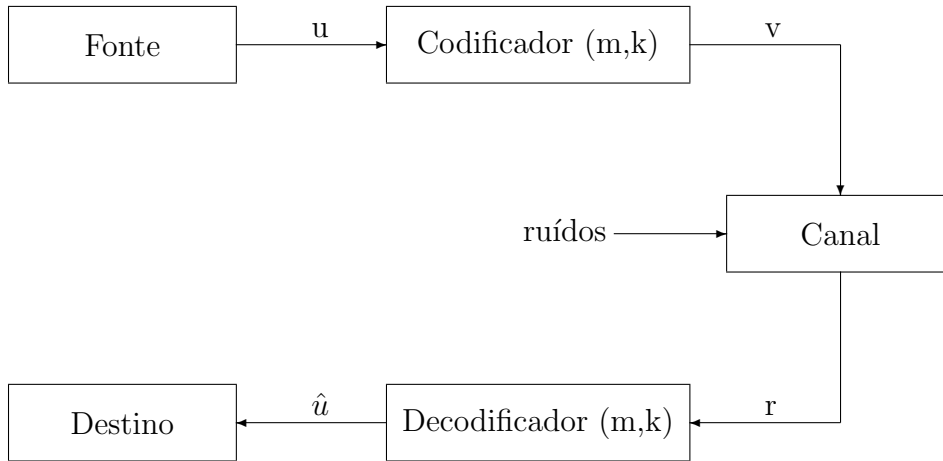 Fonte
u
Codificador (m,k)
v
ruídos
Canal
Destino
û
Decodificador (m,k)
r